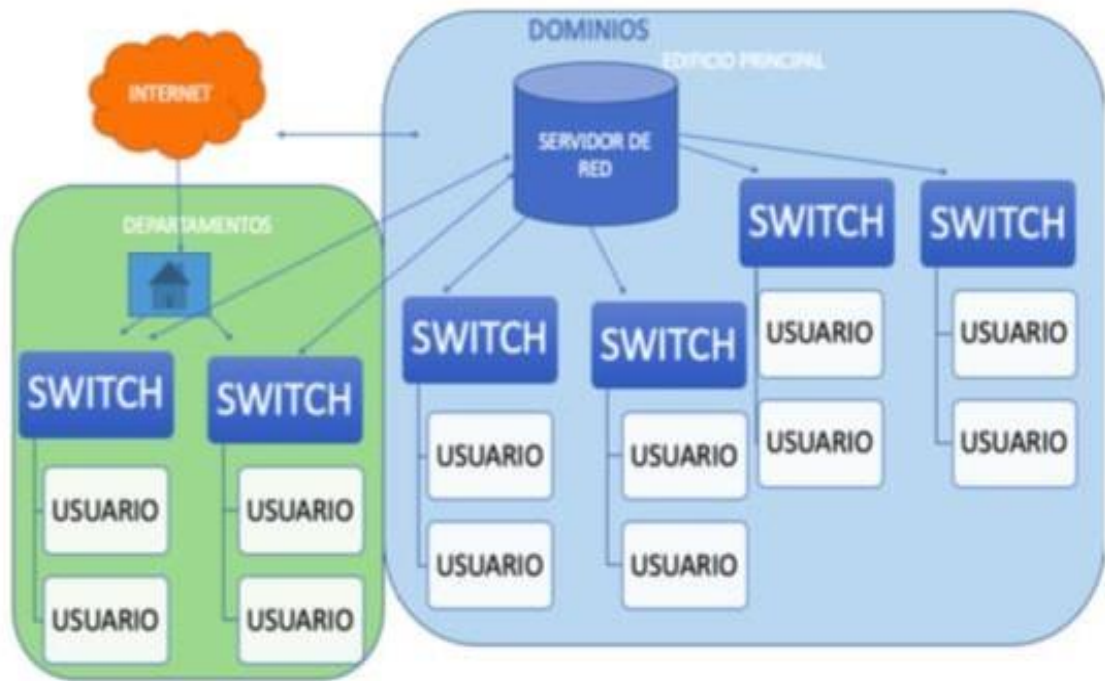 DOMINIOS
EDIFICIO PRINCIPAL
INTERNET
SERVIDOR DE
RED
DEPARTAMENTOS
SWITCH
SWITCH
USUARIO
USUARIO
USUARIO
USUARIO
SWITCH
SWITCH
USUARIO
USUARIO
USUARIO
USUARIO
SWITCH
SWITCH
USUARIO
USUARIO
USUARIO
USUARIO